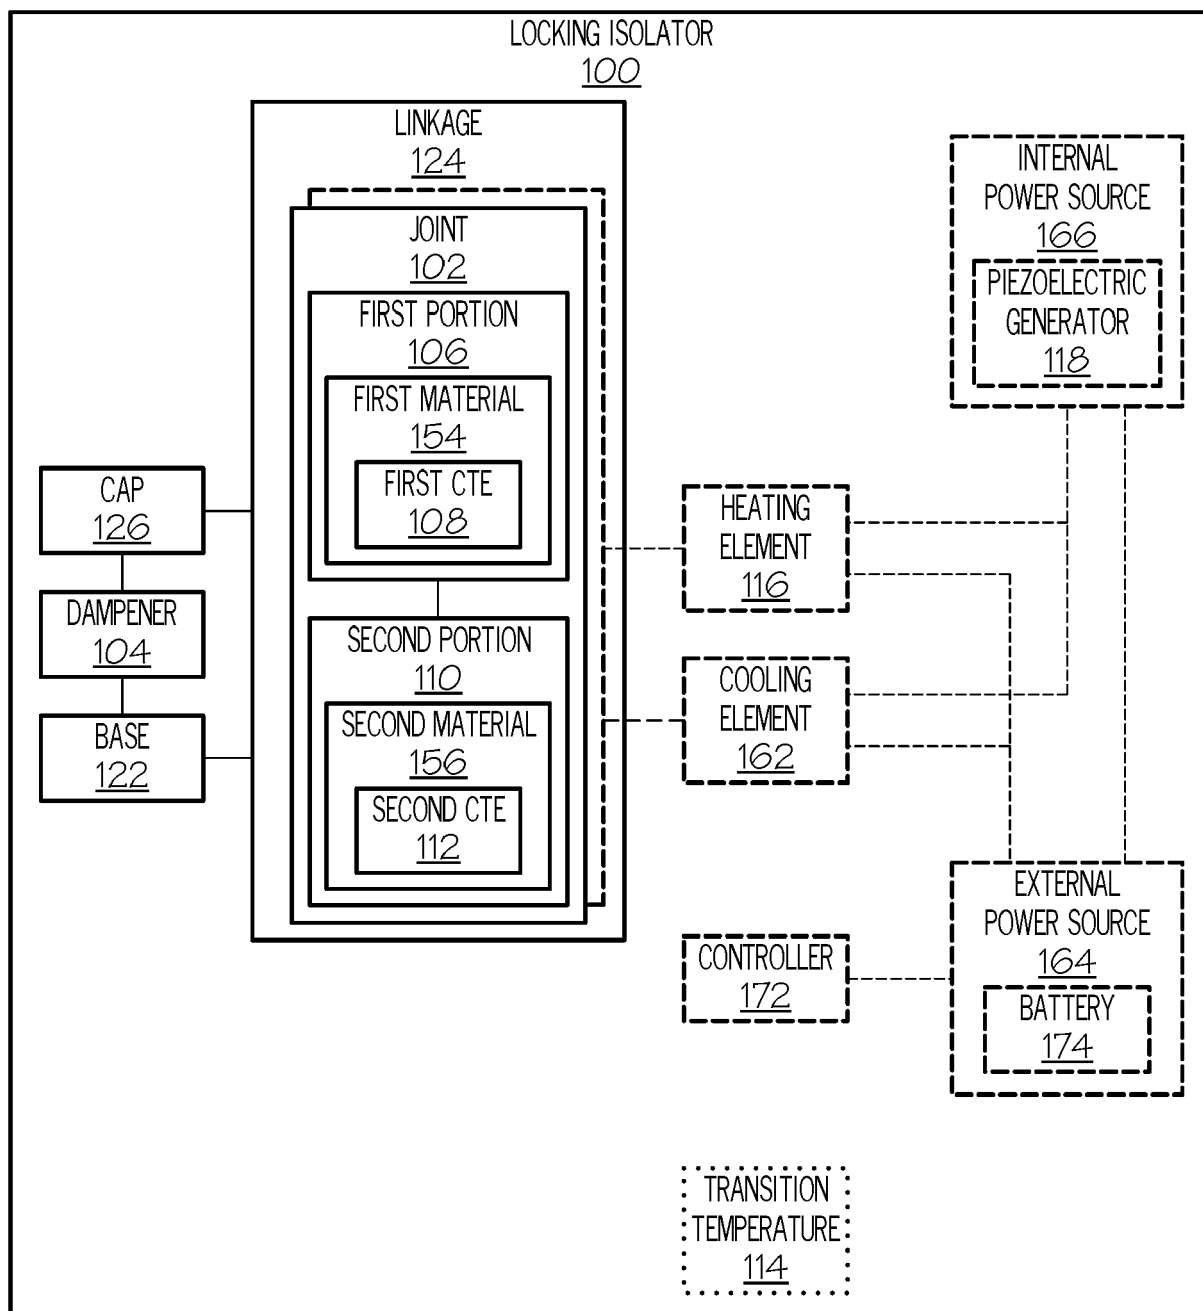 LOCKING ISOLATOR
100
LINKAGE
124
JOINT
102
FIRST PORTION
106
FIRST MATERIAL
154
FIRST CTE
108
SECOND PORTION
110
SECOND MATERIAL
156
SECOND CTE
112
CAP
126
DAMPENER
104
BASE
122
HEATING
ELEMENT
116
COOLING
ELEMENT
162
INTERNAL
POWER SOURCE
166
PIEZOELECTRIC
GENERATOR
118
CONTROLLER
172
EXTERNAL
POWER SOURCE
164
BATTERY
174
TRANSITION
TEMPERATURE
114